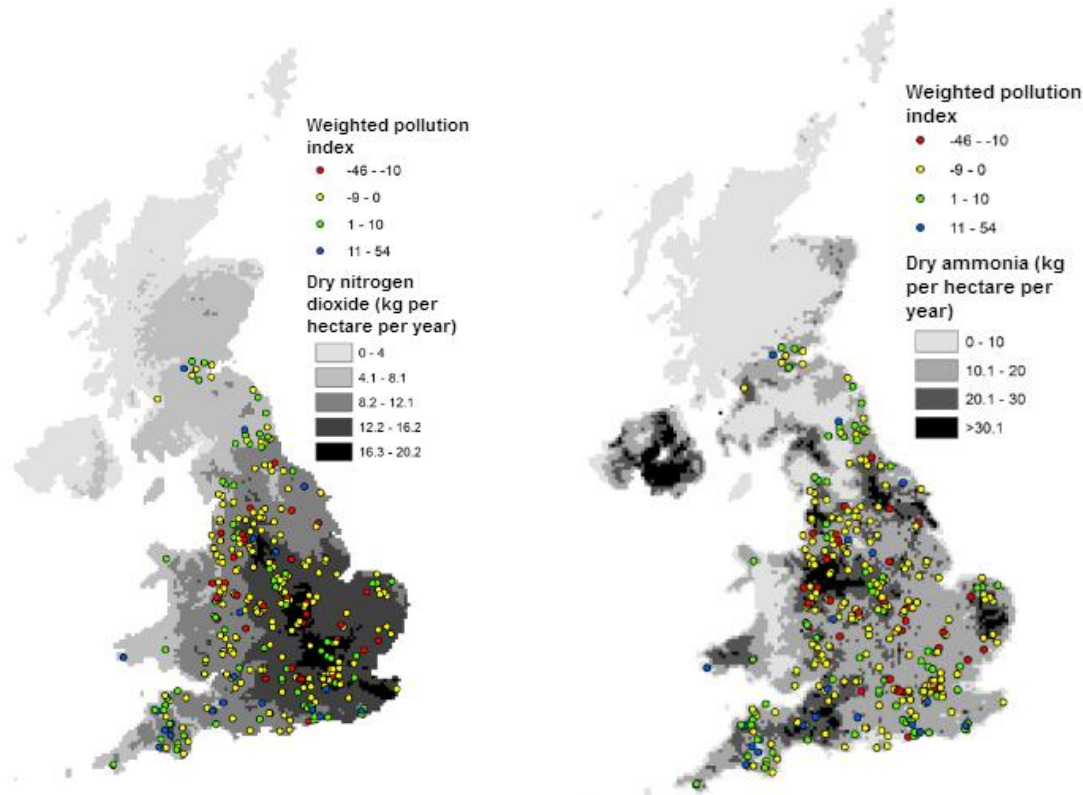 Weighted pollution
index
-46 - -10
-9 - 0
1 - 10
11 - 54
Dry nitrogen
dioxide (kg per
hectare per year)
0 - 4
4.1 - 8.1
8.2 - 12.1
12.2 - 16.2
16.3 - 20.2
Weighted pollution
index
-46 - -10
-9 - 0
1 - 10
11 - 54
Dry ammonia (kg
per hectare per
year)
0 - 10
10.1 - 20
20.1 - 30
>30.1